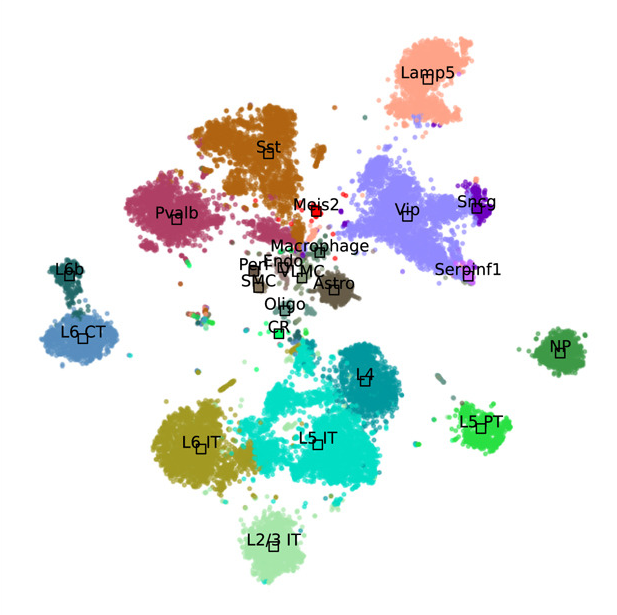 Lamp5
Sst
Meis2
Pvalb
Vip
Sncg
Macrophage
Serpinf1
Endo
Peri
VLMC
SMC
Astro
L6b
Oligo
CR
L6 CT
NP
L4
L5 PT
L6 IT
L5 IT
L2/3 IT